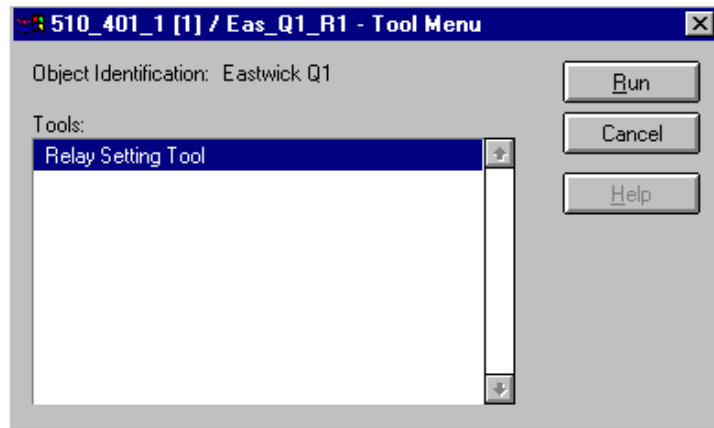 510_401_1 [1] / Eas_Q1_R1 - Tool Menu
Object Identification: Eastwick Q1
Run
Tools:
Cancel
Relay Setting Tool
Help